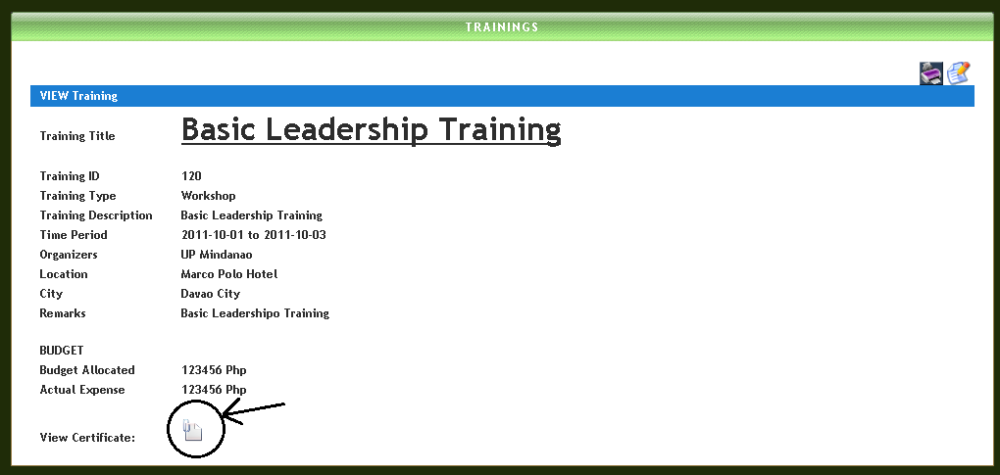 TRAININGS
VIEW Training
Training Title Basic Leadership Training
Training ID 120
Training Type Workshop
Training Description Basic Leadership Training
Time Period 2011-10-01 to 2011-10-03
Organizers UP Mindanao
Location Marco Polo Hotel
City Davao City
Remarks Basic Leadershipo Training
BUDGET
Budget Allocated 123456 Php
Actual Expense 123456 Php
View Certificate: